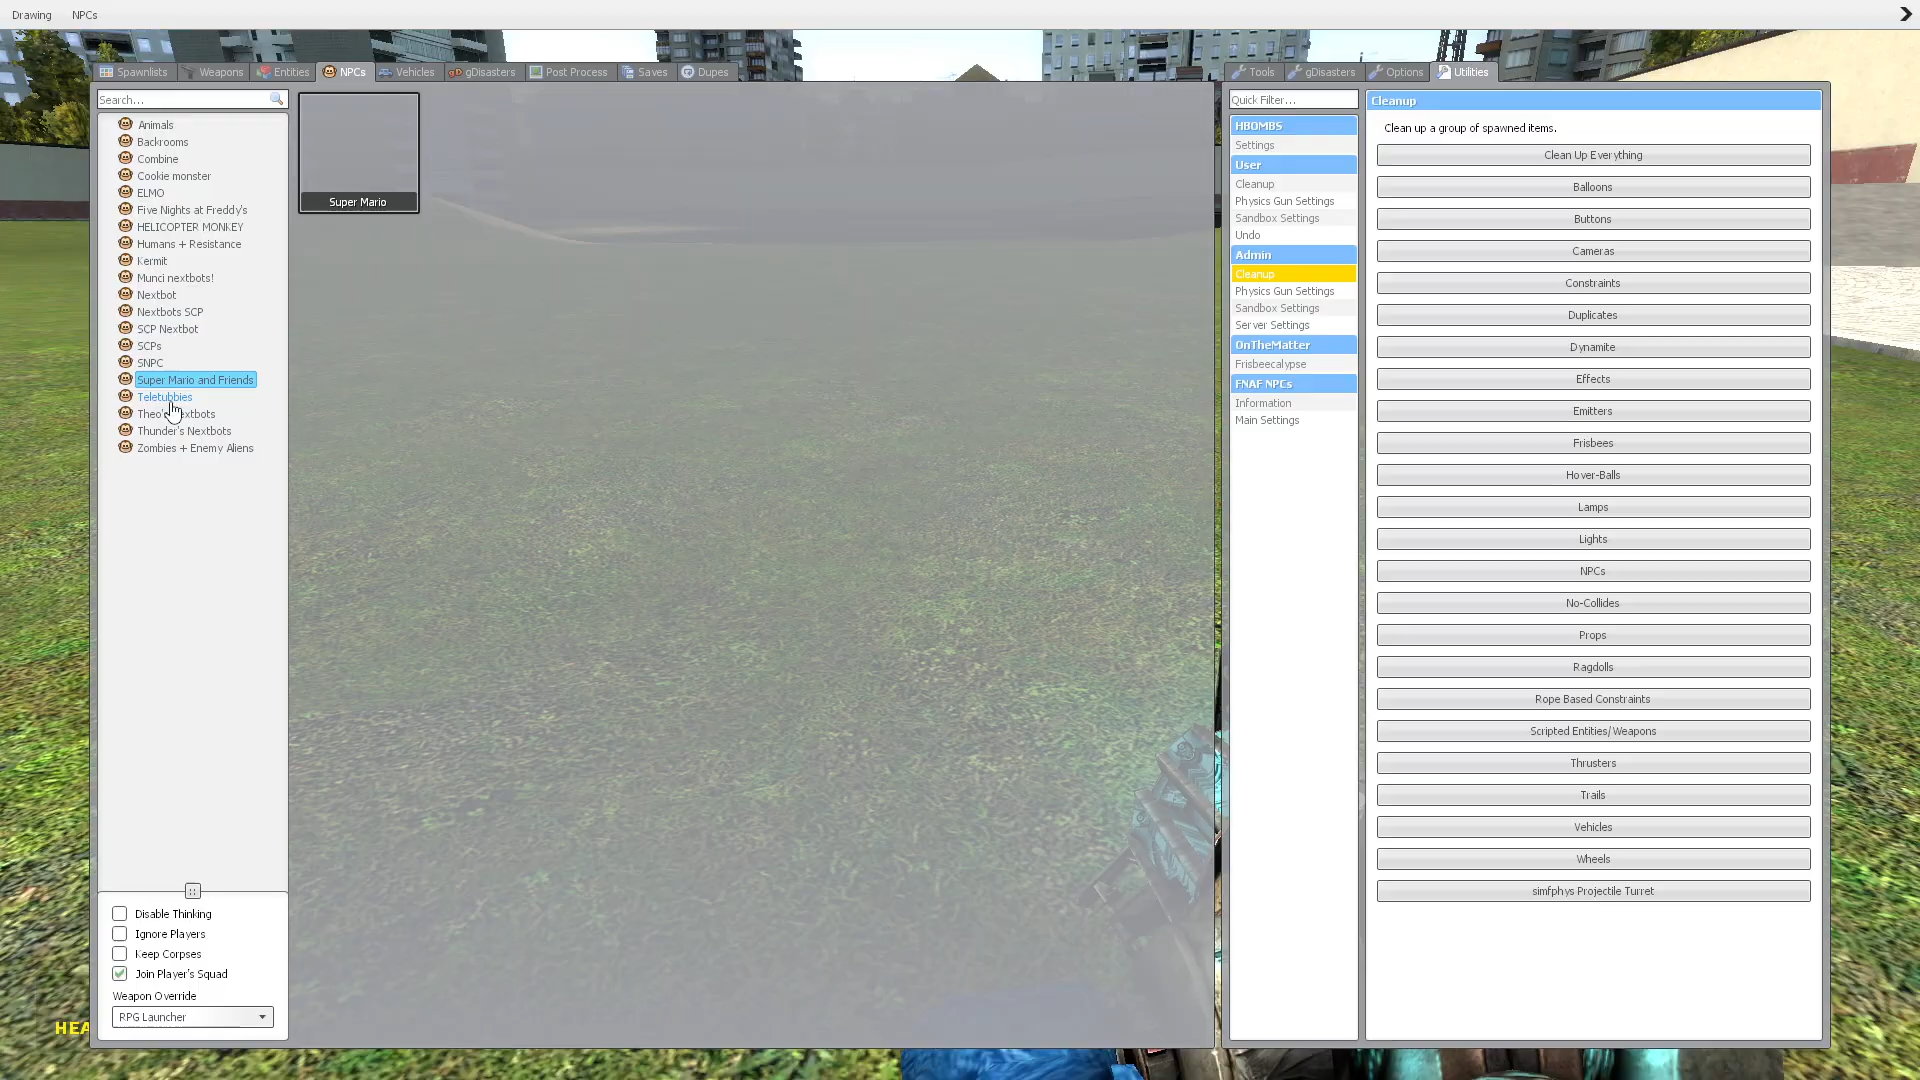 Drawing NPCs
Spawnlists Weapons Entities NPCs Vehicles gDisasters Post Process Saves Dupes
Tools gDisasters Options Utilities
Search...
Animals
Backrooms
Combine
Cookie monster
ELMO
Five Nights at Freddy's
HELICOPTER MONKEY
Humans + Resistance
Kermit
Munci nextbots!
Nextbot
Nextbots SCP
SCP Nextbot
SCPs
SNPC
Super Mario and Friends
Teletubbies
Theo's Nextbots
Thunder's Nextbots
Zombies + Enemy Aliens
Disable Thinking
Ignore Players
Keep Corpses
Join Player's Squad
Weapon Override
RPG Launcher
Super Mario
Quick Filter...
HBOMBS
Settings
User
Cleanup
Physics Gun Settings
Sandbox Settings
Undo
Admin
Cleanup
Physics Gun Settings
Sandbox Settings
Server Settings
OnTheMatter
Frisbeecalypse
FNAF NPCs
Information
Main Settings
Cleanup
Clean up a group of spawned items.
Clean Up Everything
Balloons
Buttons
Cameras
Constraints
Duplicates
Dynamite
Effects
Emitters
Frisbees
Hover-Balls
Lamps
Lights
NPCs
No-Collides
Props
Ragdolls
Rope Based Constraints
Scripted Entities/Weapons
Thrusters
Trails
Vehicles
Wheels
simfphys Projectile Turret
HEA